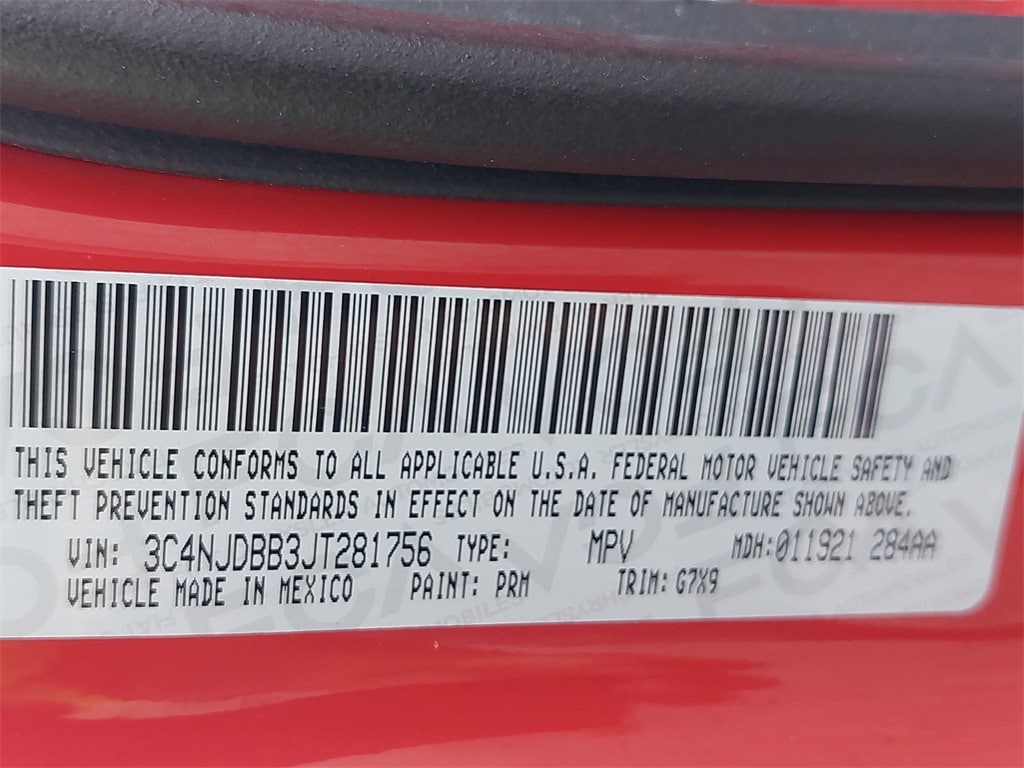 THIS VEHICLE CONFORMS TO ALL APPLICABLE U.S.A. FEDERAL MOTOR VEHICLE SAFETY AND
THEFT PREVENTION STANDARDS IN EFFECT ON THE DATE OF MANUFACTURE SHOWN ABOVE.
VIN: 3C4NJDBB3JT281756 TYPE: MPV MDH: 011921 284AA
VEHICLE MADE IN MEXICO PAINT: PRM TRIM: G7X9